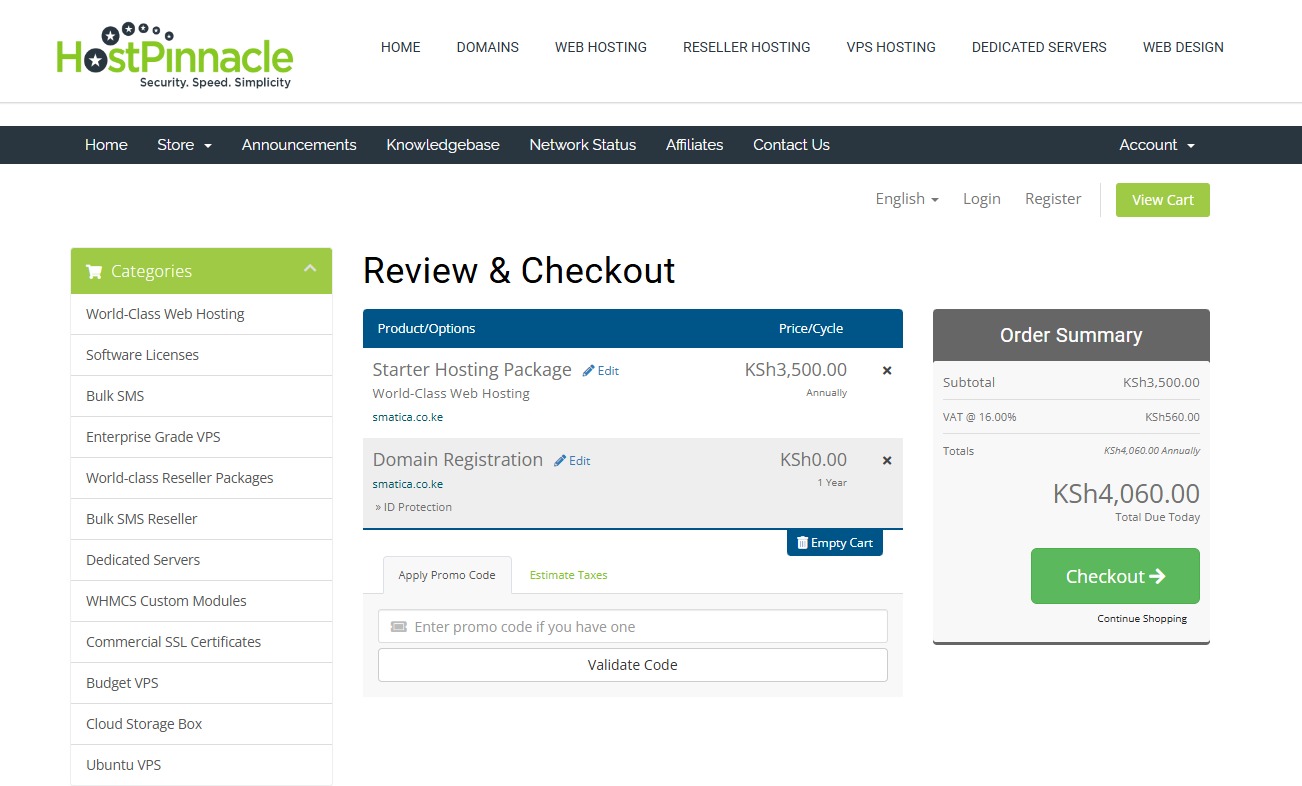 HostPinnacle
Security. Speed. Simplicity
HOME DOMAINS WEB HOSTING RESELLER HOSTING VPS HOSTING DEDICATED SERVERS WEB DESIGN
Home Store Announcements Knowledgebase Network Status Affiliates Contact Us Account
English Login Register View Cart
Categories
World-Class Web Hosting
Software Licenses
Bulk SMS
Enterprise Grade VPS
World-class Reseller Packages
Bulk SMS Reseller
Dedicated Servers
WHMCS Custom Modules
Commercial SSL Certificates
Budget VPS
Cloud Storage Box
Ubuntu VPS
Review & Checkout
Product/Options Price/Cycle
Starter Hosting Package Edit KSh3,500.00
World-Class Web Hosting Annually
smatica.co.ke
Domain Registration Edit KSh0.00
smatica.co.ke 1 Year
» ID Protection
Empty Cart
Apply Promo Code Estimate Taxes
Enter promo code if you have one
Validate Code
Order Summary
Subtotal KSh3,500.00
VAT @ 16.00% KSh560.00
Totals KSh4,060.00 Annually
KSh4,060.00
Total Due Today
Checkout
Continue Shopping